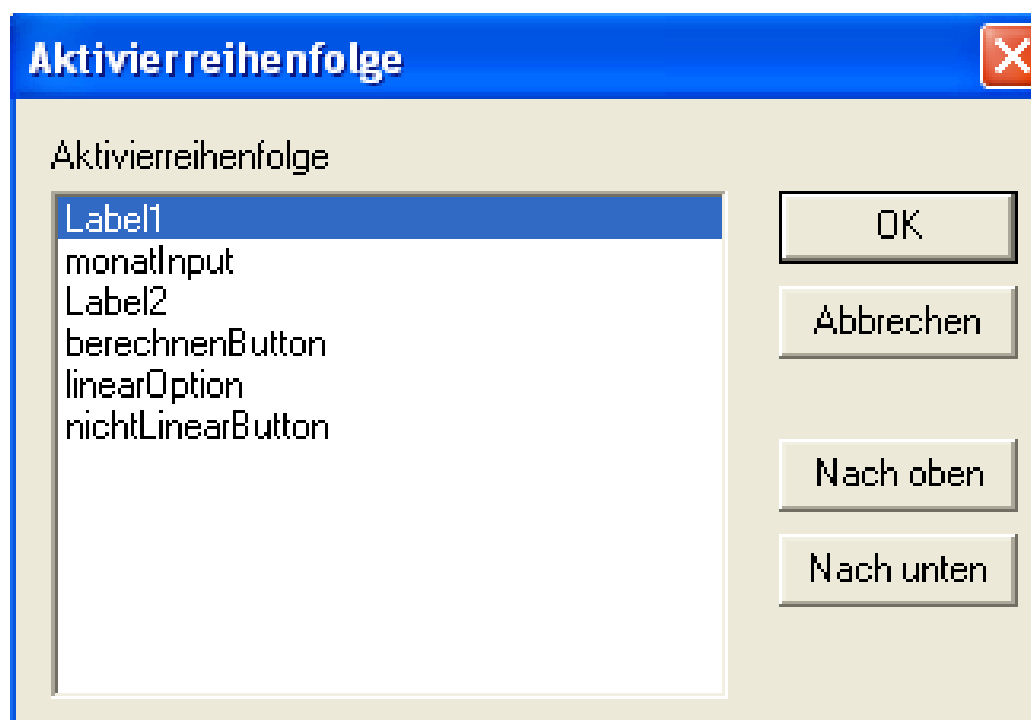 Aktivierreihenfolge
Aktivierreihenfolge
Label1
monatInput
Label2
berechnenButton
linearOption
nichtLinearButton
OK
Abbrechen
Nach oben
Nach unten